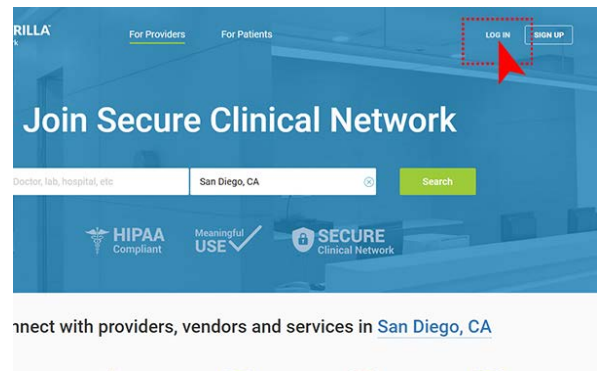 RILLA
k
For Providers
For Patients
LOG IN
SIGN UP
Join Secure Clinical Network
Doctor, lab, hospital, etc
San Diego, CA
Search
HIPAA
Compliant
Meaningful
USE
SECURE
Clinical Network
nnect with providers, vendors and services in San Diego, CA